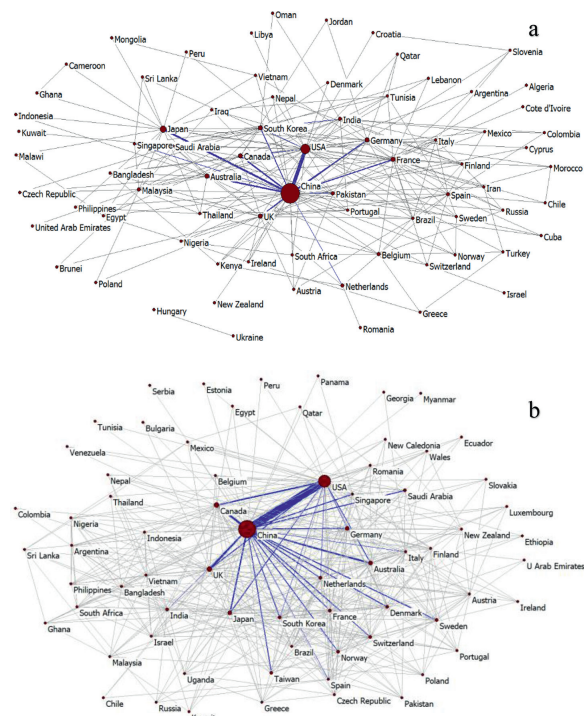 a
Oman
Jordan
Libya
Croatia
Mongolia
Peru
Qatar
Slovenia
Cameroon
Sri Lanka
Vietnam
Denmark
Lebanon
Nepal
Tunisia
Argentina
Algeria
Ghana
Iraq
Cote d'Ivoire
Indonesia
India
Kuwait
Japan
South Korea
Germany
Italy
Mexico
Colombia
Singapore
Saudi Arabia
USA
Cyprus
Malawi
Canada
France
Finland
Morocco
Bangladesh
Australia
China
Czech Republic
Malaysia
Pakistan
Spain
Iran
Chile
Philippines
Egypt
Thailand
UK
Portugal
Brazil
Sweden
Russia
United Arab Emirates
Cuba
Nigeria
South Africa
Belgium
Norway
Turkey
Brunei
Kenya
Ireland
Switzerland
Poland
Austria
Netherlands
Israel
Hungary
New Zealand
Greece
Ukraine
Romania
b
Serbia
Estonia
Peru
Panama
Georgia
Myanmar
Egypt
Qatar
Tunisia
Bulgaria
Venezuela
Mexico
New Caledonia
Ecuador
Wales
Nepal
Belgium
USA
Romania
Slovakia
Thailand
Singapore
Saudi Arabia
Colombia
Canada
Luxembourg
Nigeria
Indonesia
China
Germany
New Zealand
Ethiopia
Sri Lanka
Argentina
Italy
Finland
U Arab Emirates
UK
Australia
Philippines
Vietnam
Bangladesh
Netherlands
Austria
South Africa
India
Japan
South Korea
France
Denmark
Ireland
Ghana
Israel
Switzerland
Sweden
Malaysia
Brazil
Norway
Portugal
Uganda
Taiwan
Spain
Poland
Chile
Russia
Greece
Czech Republic
Pakistan